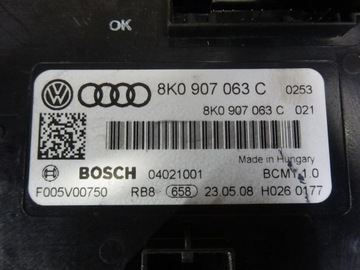 OK
8K0 907 063 C 0253
8K0 907 063 C 021
Made in Hungary
BOSCH 04021001 BCM1 1.0
F005V00750 RB8 658 23.05.08 H026 0177